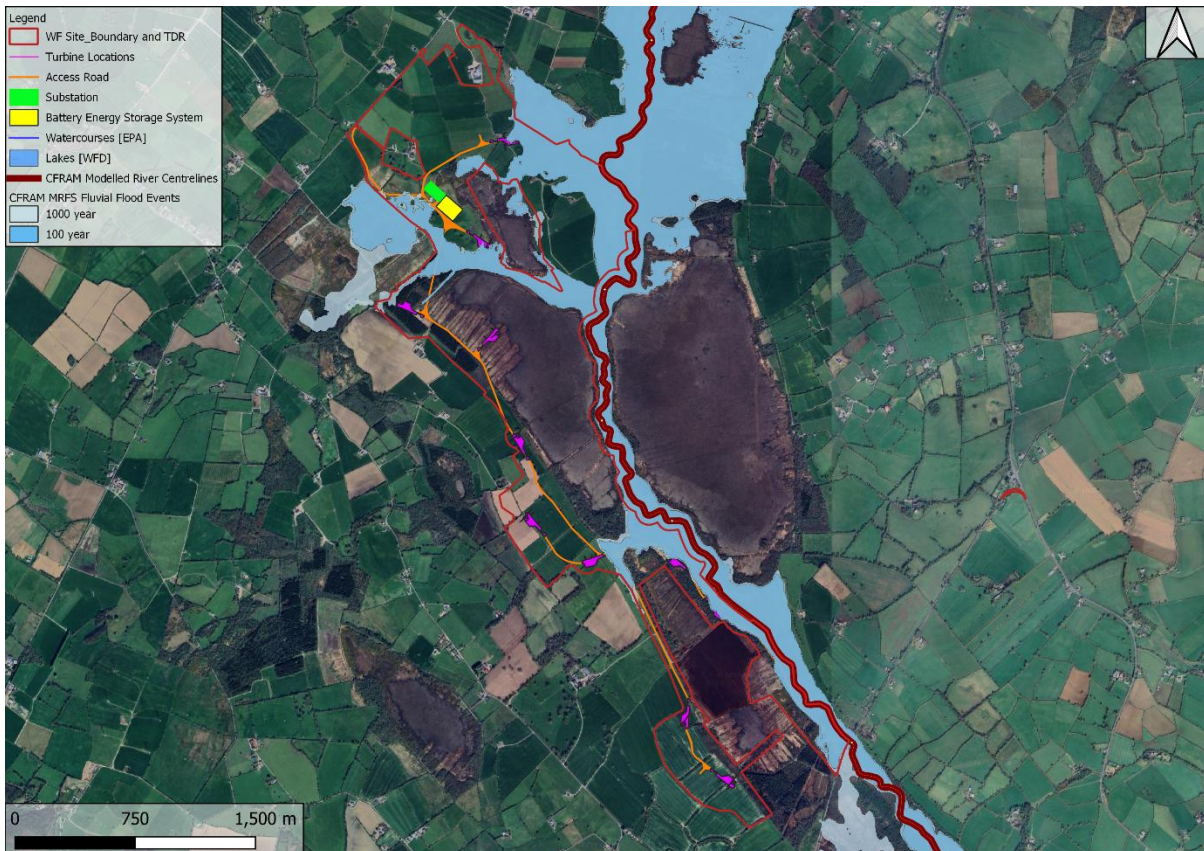 Legend
WF Site_Boundary and TDR
Turbine Locations
Access Road
Substation
Battery Energy Storage System
Watercourses [EPA]
Lakes [WFD]
CFRAM Modelled River Centrelines
CFRAM MRFS Fluvial Flood Events
1000 year
100 year
0 750 1,500 m